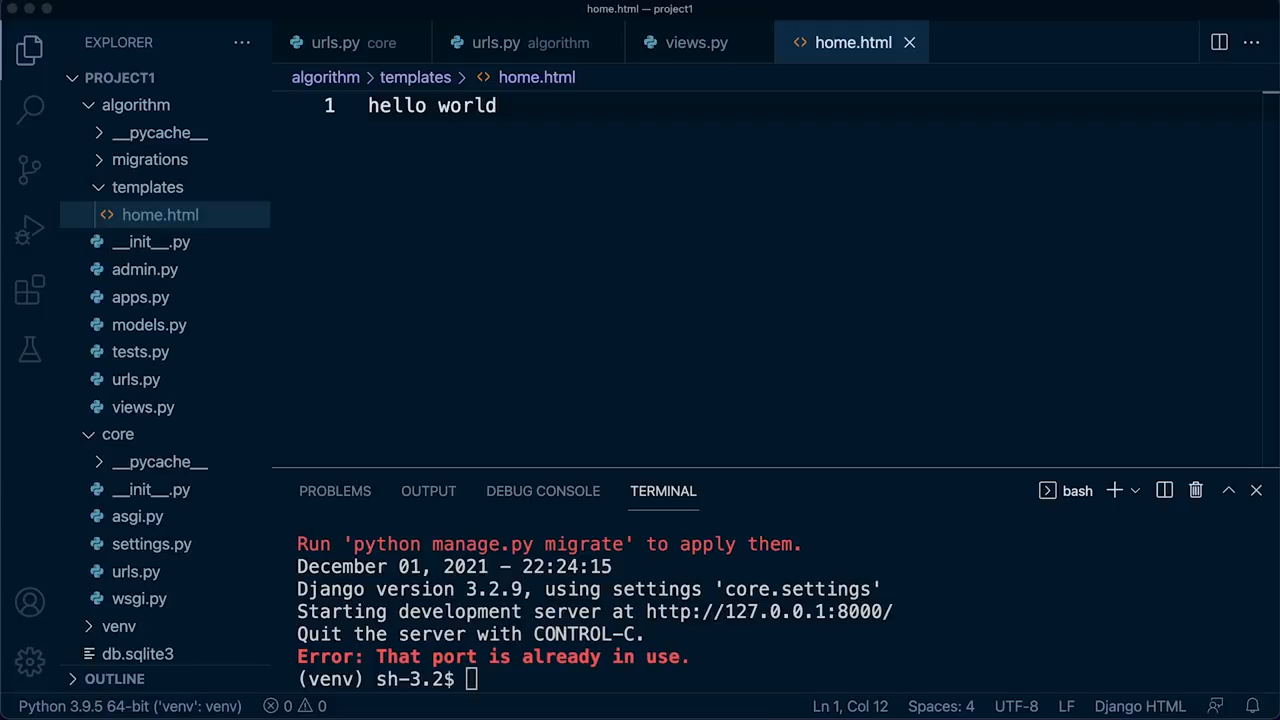 home.html — project1
EXPLORER
urls.py core
urls.py algorithm
views.py
home.html
PROJECT1
algorithm > templates > home.html
algorithm
1 hello world
__pycache__
migrations
templates
home.html
__init__.py
admin.py
apps.py
models.py
tests.py
urls.py
views.py
core
__pycache__
__init__.py
asgi.py
settings.py
urls.py
wsgi.py
venv
db.sqlite3
OUTLINE
PROBLEMS OUTPUT DEBUG CONSOLE TERMINAL
bash
Run 'python manage.py migrate' to apply them.
December 01, 2021 - 22:24:15
Django version 3.2.9, using settings 'core.settings'
Starting development server at http://127.0.0.1:8000/
Quit the server with CONTROL-C.
Error: That port is already in use.
(venv) sh-3.2$
Python 3.9.5 64-bit ('venv': venv) 0 0 Ln 1, Col 12 Spaces: 4 UTF-8 LF Django HTML